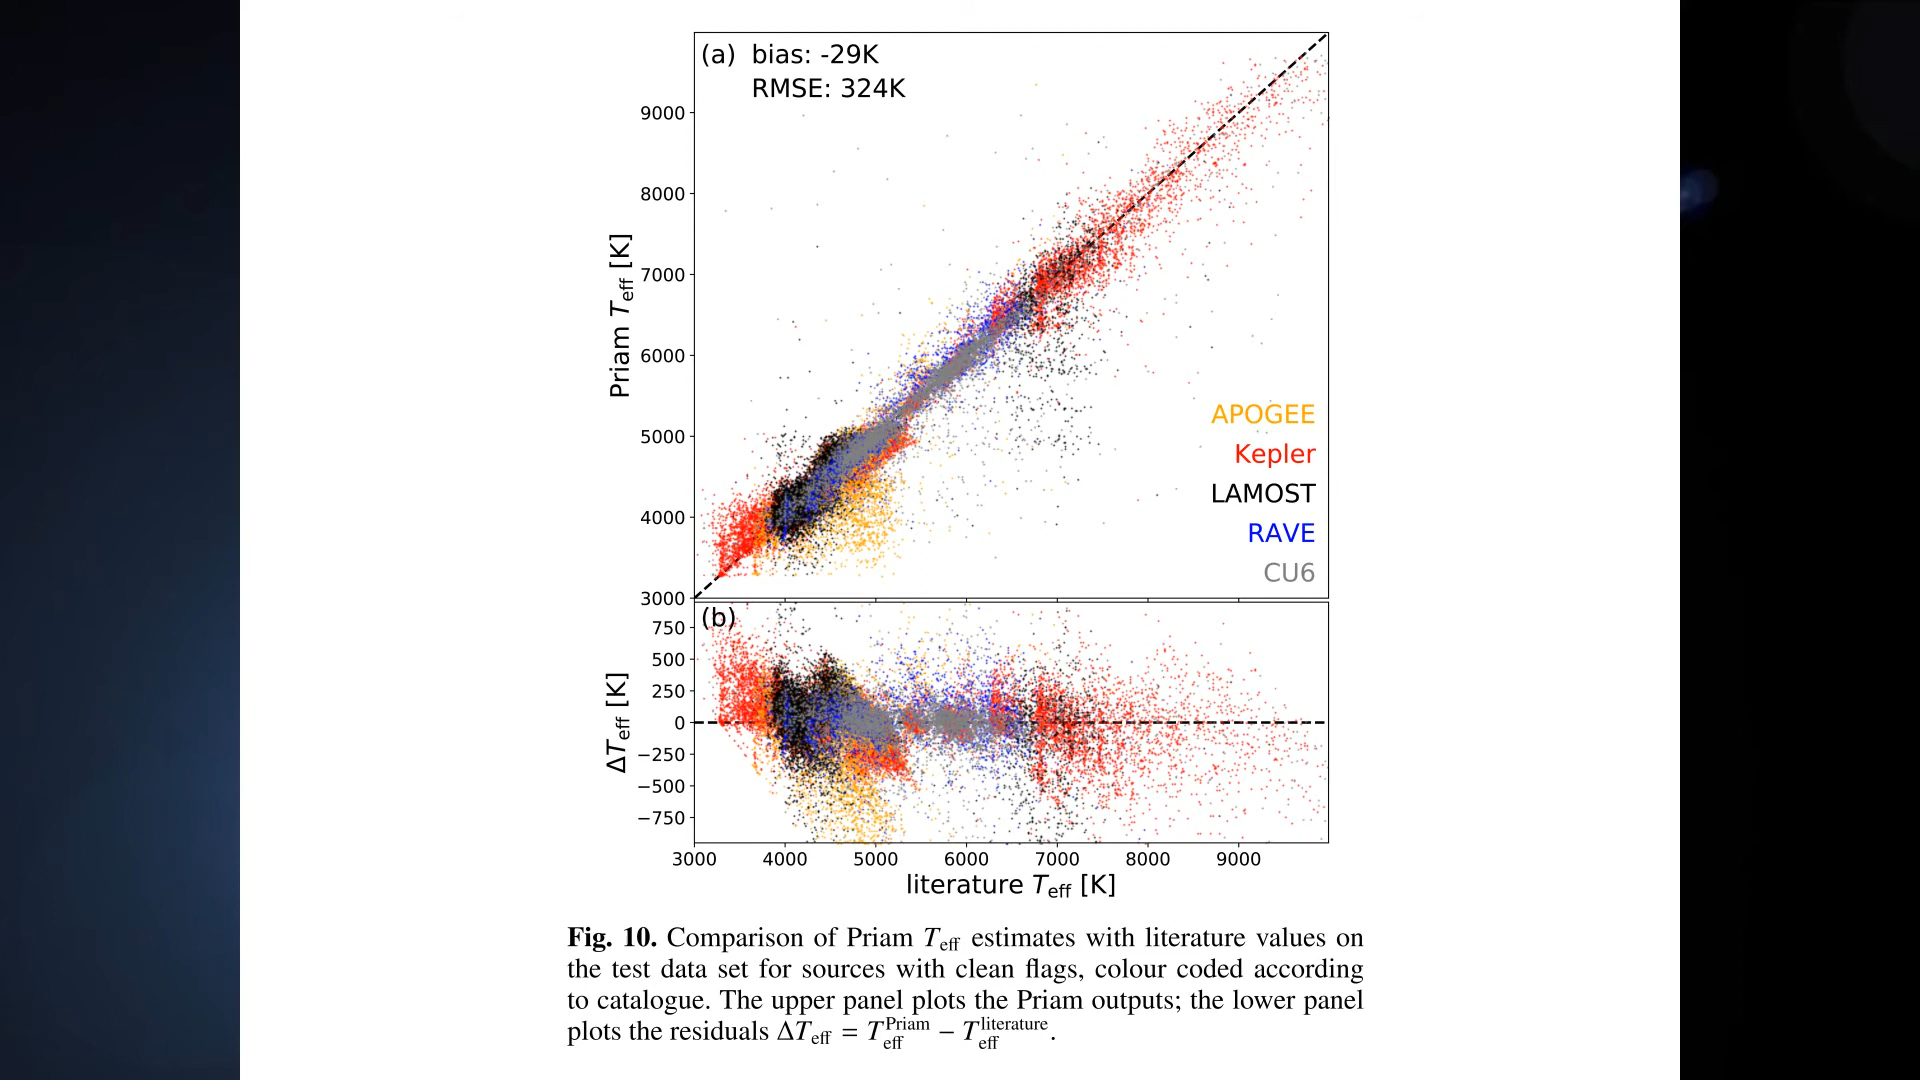 (a) bias: -29K
RMSE: 324K
9000
8000
7000
6000
5000
4000
3000
Priam Teff [K]
APOGEE
Kepler
LAMOST
RAVE
CU6
(b)
750
500
250
0
−250
−500
−750
ΔTeff [K]
3000 4000 5000 6000 7000 8000 9000
literature Teff [K]
Fig. 10. Comparison of Priam Teff estimates with literature values on
the test data set for sources with clean flags, colour coded according
to catalogue. The upper panel plots the Priam outputs; the lower panel
plots the residuals ΔTeff = TeffPriam − Teffliterature.